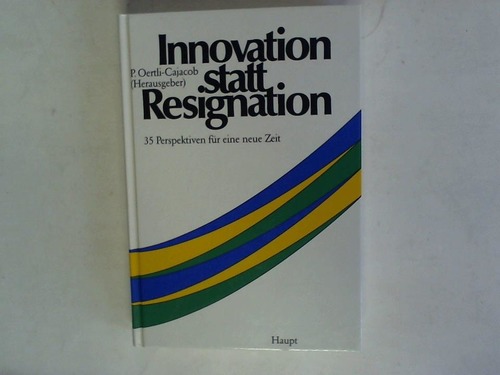 Innovation
P. Oertli-Cajacob
(Herausgeber)
statt
Resignation
35 Perspektiven für eine neue Zeit
Haupt